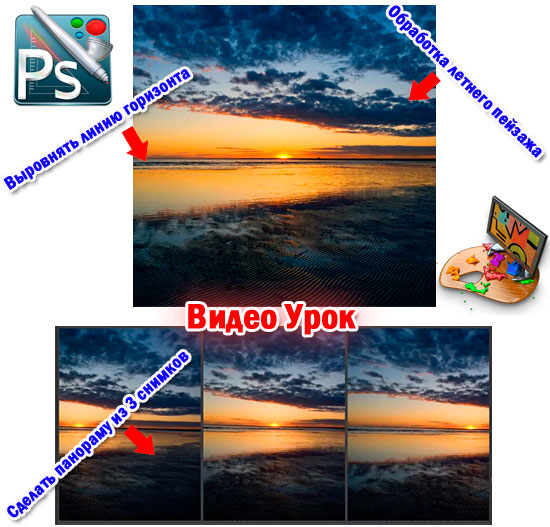 Ps
Выровнять линию горизонта
Обработка летнего пейзажа
Видео Урок
Сделать панораму из 3 снимков